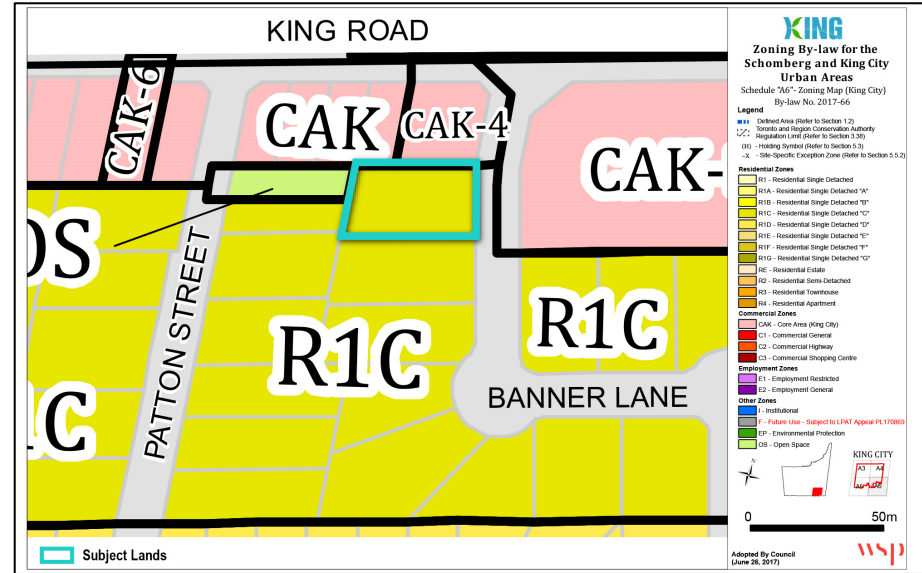 KING ROAD
CAK-6
CAK
CAK-4
CAK-
OS
R1C
R1C
1C
PATTON STREET
BANNER LANE
Subject Lands
KING
Zoning By-law for the
Schomberg and King City
Urban Areas
Schedule "A6"- Zoning Map (King City)
By-law No. 2017-66
Legend
Defined Area (Refer to Section 1.2)
Toronto and Region Conservation Authority
Regulation Limit (Refer to Section 3.38)
(H) - Holding Symbol (Refer to Section 5.3)
-X - Site-Specific Exception Zone (Refer to Section 5.5.2)
Residential Zones
R1 - Residential Single Detached
R1A - Residential Single Detached "A"
R1B - Residential Single Detached "B"
R1C - Residential Single Detached "C"
R1D - Residential Single Detached "D"
R1E - Residential Single Detached "E"
R1F - Residential Single Detached "F"
R1G - Residential Single Detached "G"
RE - Residential Estate
R2 - Residential Semi-Detached
R3 - Residential Townhouse
R4 - Residential Apartment
Commercial Zones
CAK - Core Area (King City)
C1 - Commercial General
C2 - Commercial Highway
C3 - Commercial Shopping Centre
Employment Zones
E1 - Employment Restricted
E2 - Employment General
Other Zones
I - Institutional
F - Future Use - Subject to LPAT Appeal PL170869
EP - Environmental Protection
OS - Open Space
N
KING CITY
A3 A4
0 50m
Adopted By Council
(June 26, 2017)
wsp